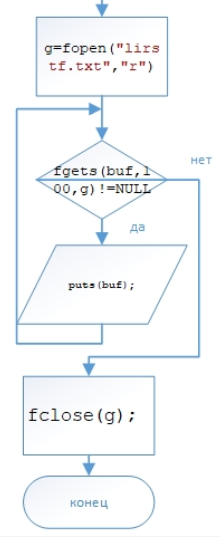 g=fopen("lirs
tf.txt","r")
нет
fgets(buf,1
00,g)!=NULL
да
puts(buf);
fclose(g);
конец